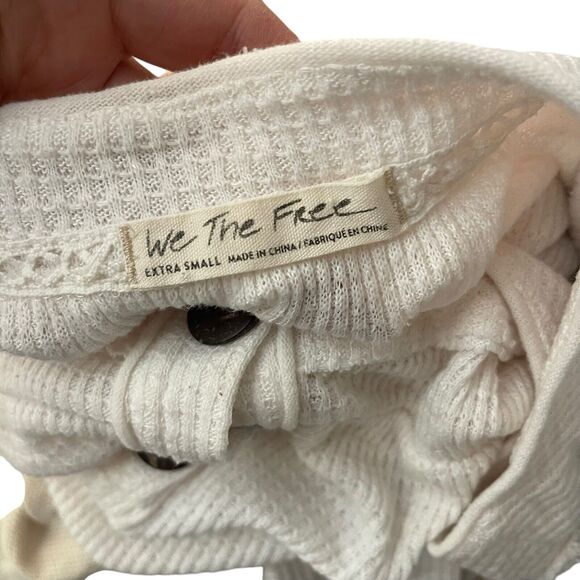 We The Free
EXTRA SMALL MADE IN CHINA / FABRIQUÉ EN CHINE